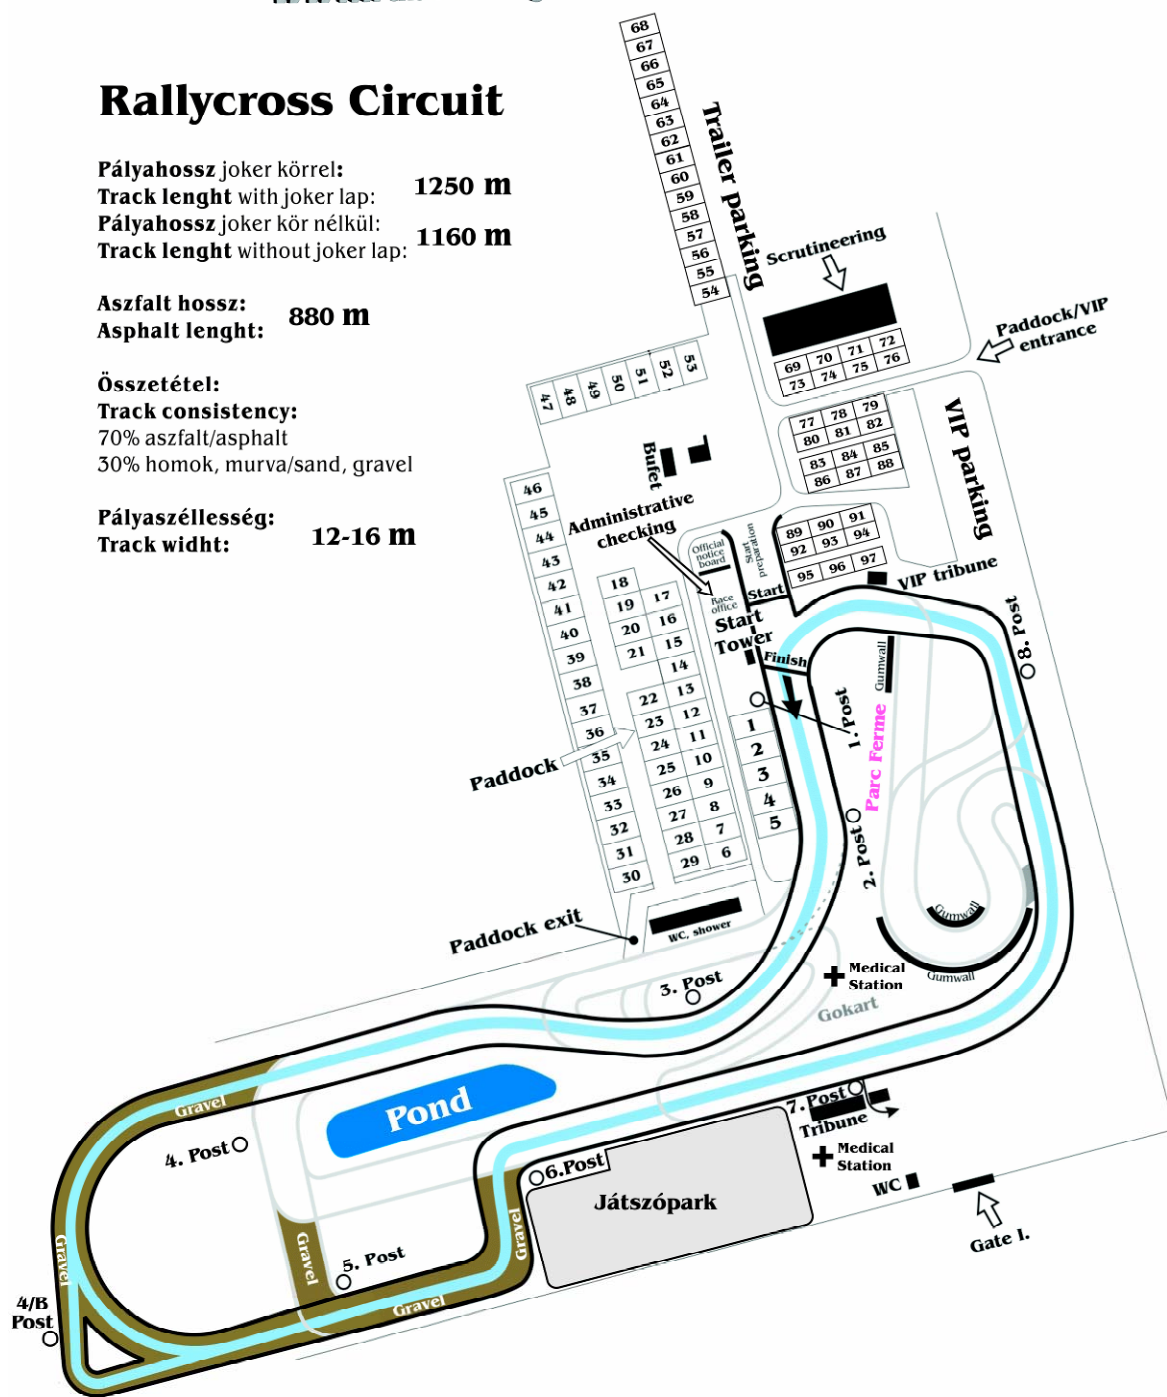 Rallycross Circuit
Pályahossz joker körrel:
Track lenght with joker lap:
1250 m
Pályahossz joker kör nélkül:
Track lenght without joker lap:
1160 m
Aszfalt hossz:
Asphalt lenght:
880 m
Összetétel:
Track consistency:
70% aszfalt/asphalt
30% homok, murva/sand, gravel
Pályaszéllesség:
Track widht:
12-16 m
68
67
66
65
64
63
62
61
60
59
58
57
56
55
54
Trailer parking
Scrutineering
Paddock/VIP
entrance
69 70 71 72
73 74 75 76
47 48 49 50 51 52 53
77 78 79
80 81 82
83 84 85
86 87 88
VIP parking
Bufet
Administrative
checking
Official
notice
board
Start
preparation
89 90 91
92 93 94
95 96 97
VIP tribune
46
45
44
43
42
41
40
39
38
37
36
35
34
33
32
31
30
18
19
20
21
22
23
24
25
26
27
28
29
17
16
15
14
13
12
11
10
9
8
7
6
Race
office
Start
Start
Tower
Finish
1
2
3
4
5
1. Post
Gumwall
Parc Ferme
8. Post
2. Post
Paddock
Paddock exit
WC, shower
3. Post
Gumwall
Gumwall
Medical
Station
Gokart
Pond
Gravel
4. Post
7. Post
Tribune
Medical
Station
6.Post
Játszópark
WC
Gate I.
Gravel
Gravel
Gravel
5. Post
Gravel
4/B
Post